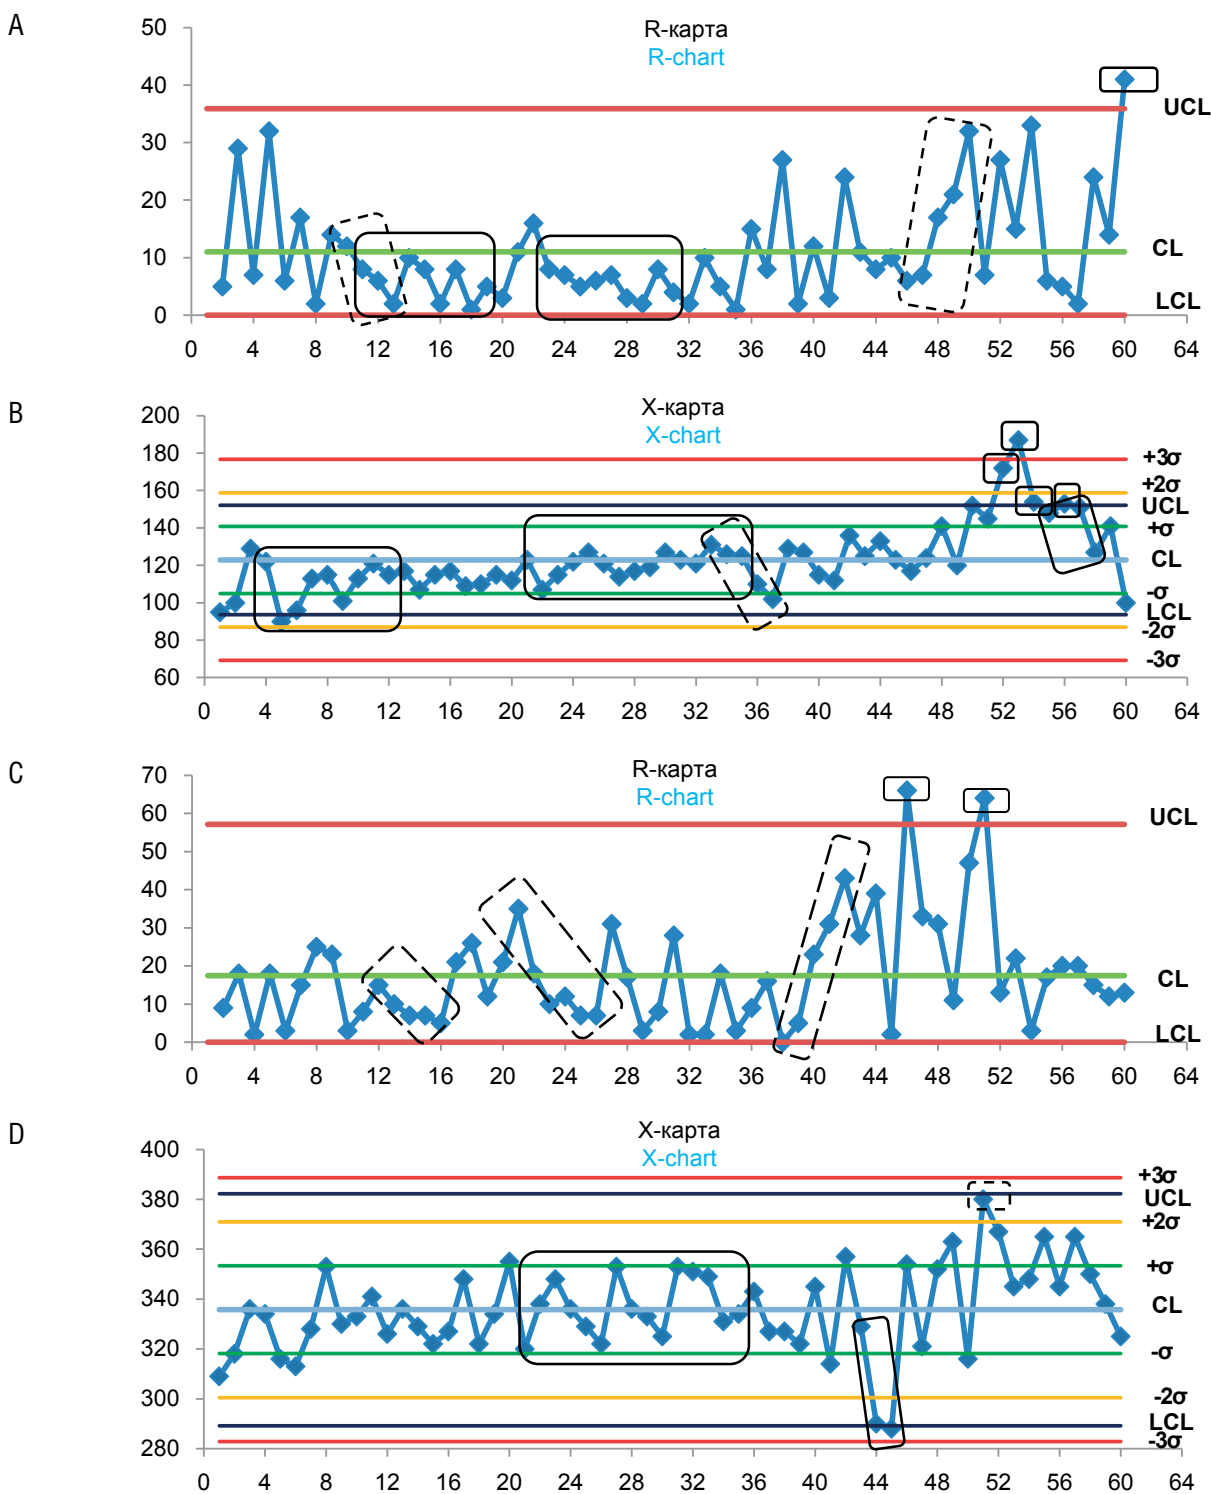 A
R-карта
R-chart
50
40
30
20
10
0
UCL
CL
LCL
0 4 8 12 16 20 24 28 32 36 40 44 48 52 56 60 64
B
X-карта
X-chart
200
180
160
140
120
100
80
60
+3σ
+2σ
UCL
+σ
CL
-σ
LCL
-2σ
-3σ
0 4 8 12 16 20 24 28 32 36 40 44 48 52 56 60 64
C
R-карта
R-chart
70
60
50
40
30
20
10
0
UCL
CL
LCL
0 4 8 12 16 20 24 28 32 36 40 44 48 52 56 60 64
D
X-карта
X-chart
400
380
360
340
320
300
280
+3σ
UCL
+2σ
+σ
CL
-σ
-2σ
LCL
-3σ
0 4 8 12 16 20 24 28 32 36 40 44 48 52 56 60 64